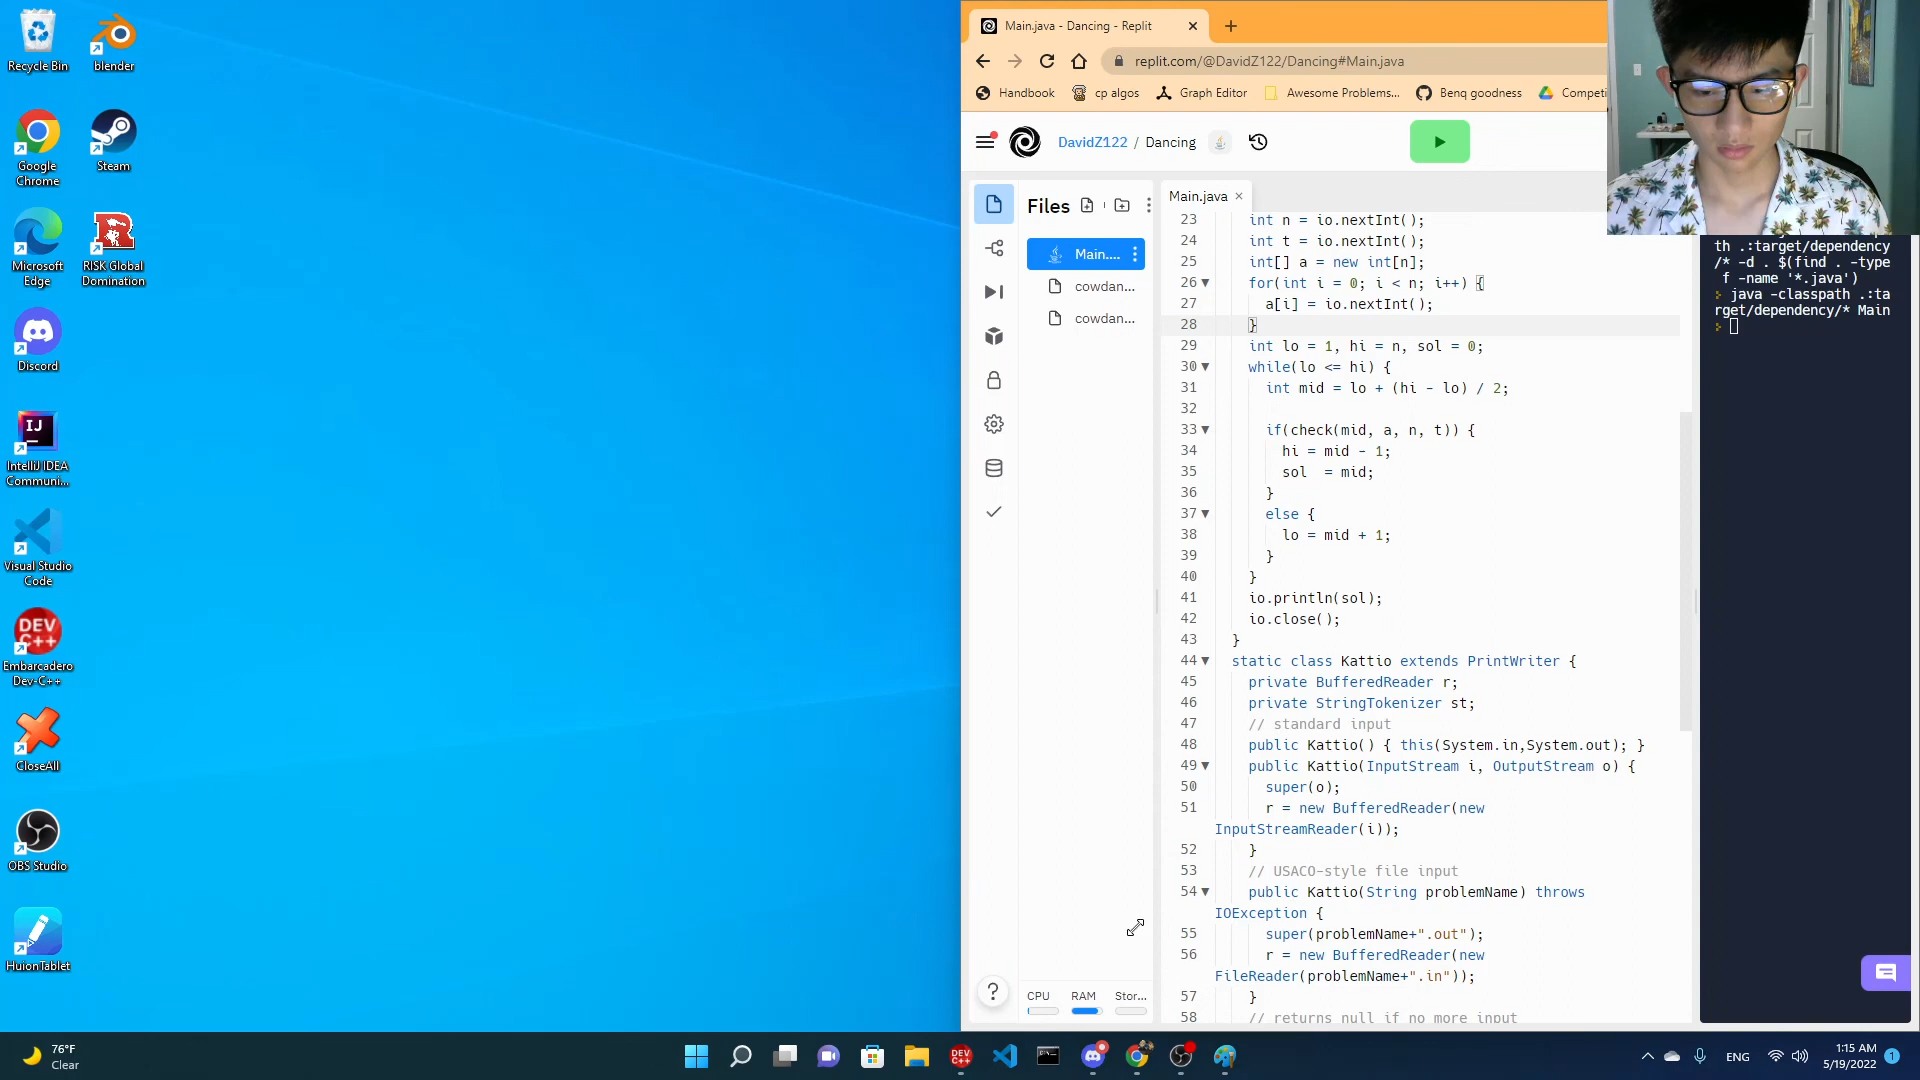 Recycle Bin
blender
Google
Chrome
Steam
Microsoft
Edge
RISK Global
Domination
Discord
IJ
IntelliJ IDEA
Communi...
Visual Studio
Code
DEV
C++
Embarcadero
Dev-C++
CloseAll
OBS Studio
HuionTablet
Main.java - Dancing - Replit
replit.com/@DavidZ122/Dancing#Main.java
Handbook
cp algos
Graph Editor
Awesome Problems...
Benq goodness
Competi
DavidZ122 / Dancing
Files
Main....
cowdan...
cowdan...
CPU
RAM
Stor...
Main.java
23 int n = io.nextInt();
24 int t = io.nextInt();
25 int[] a = new int[n];
26 for(int i = 0; i < n; i++) {
27 a[i] = io.nextInt();
28 }
29 int lo = 1, hi = n, sol = 0;
30 while(lo <= hi) {
31 int mid = lo + (hi - lo) / 2;
32
33 if(check(mid, a, n, t)) {
34 hi = mid - 1;
35 sol  = mid;
36 }
37 else {
38 lo = mid + 1;
39 }
40 }
41 io.println(sol);
42 io.close();
43 }
44 static class Kattio extends PrintWriter {
45 private BufferedReader r;
46 private StringTokenizer st;
47 // standard input
48 public Kattio() { this(System.in,System.out); }
49 public Kattio(InputStream i, OutputStream o) {
50 super(o);
51 r = new BufferedReader(new
InputStreamReader(i));
52 }
53 // USACO-style file input
54 public Kattio(String problemName) throws
IOException {
55 super(problemName+".out");
56 r = new BufferedReader(new
FileReader(problemName+".in"));
57 }
58 // returns null if no more input
th .:target/dependency
/* -d . $(find . -type
f -name '*.java')
java -classpath .:ta
rget/dependency/* Main
76°F
Clear
DEV
C++
ENG
1:15 AM
5/19/2022
1